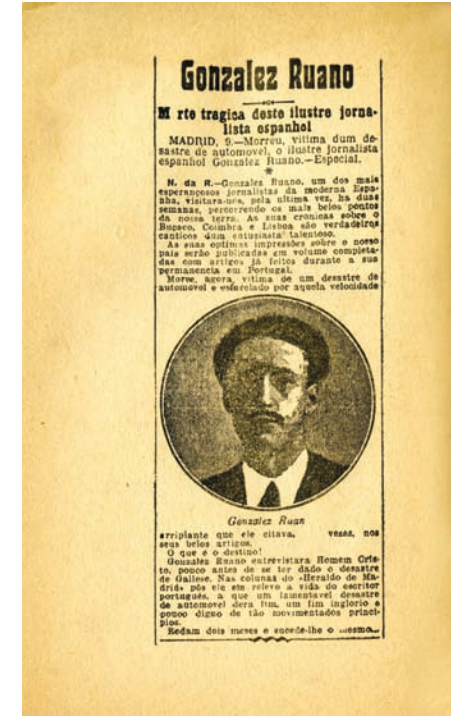 Gonzalez Ruano
M rte tragica deste ilustre jorna-
lista espanhol
MADRID, 9.—Morreu, vitima dum de-
sastre de automovel, o ilustre jornalista
espanhol Gonzalez Ruano.—Especial.
*
N. da R.—Gonzalez Ruano, um dos mais
esperançosos jornalistas da moderna Espa-
nha, visitara-nos, pela ultima vez, ha duas
semanas, percorrendo os mais belos pontos
da nossa terra. As suas cronicas sobre o
Bussaco, Coimbra e Lisboa são verdadeiros
canticos dum entusiasta talentoso.
As suas optimas impressões sobre o nosso
pais serão publicadas em volume completa-
das com artigos já feitos durante a sua
permanencia em Portugal.
Morre, agora, vitima de um desastre de
automovel e esfarelado por aquela velocidade
Gonzalez Ruan
arripiante que ele citava, vezes, nos
seus belos artigos.
O que é o destino!
Gonzalez Ruano entrevistara Homem Cris-
to, pouco antes de se ter dado o desastre
de Gallese. Nas colunas do «Heraldo de Ma-
drid» pôs ele em relevo a vida do escritor
português, a que um lamentavel desastre
de automovel dera fim, um fim inglorio e
pouco digno de tão movimentados princi-
pios.
Rodam dois meses e sucede-lhe o mesmo...